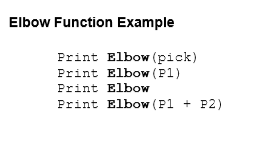 Elbow Function Example
Print Elbow(pick)
Print Elbow(P1)
Print Elbow
Print Elbow(P1 + P2)